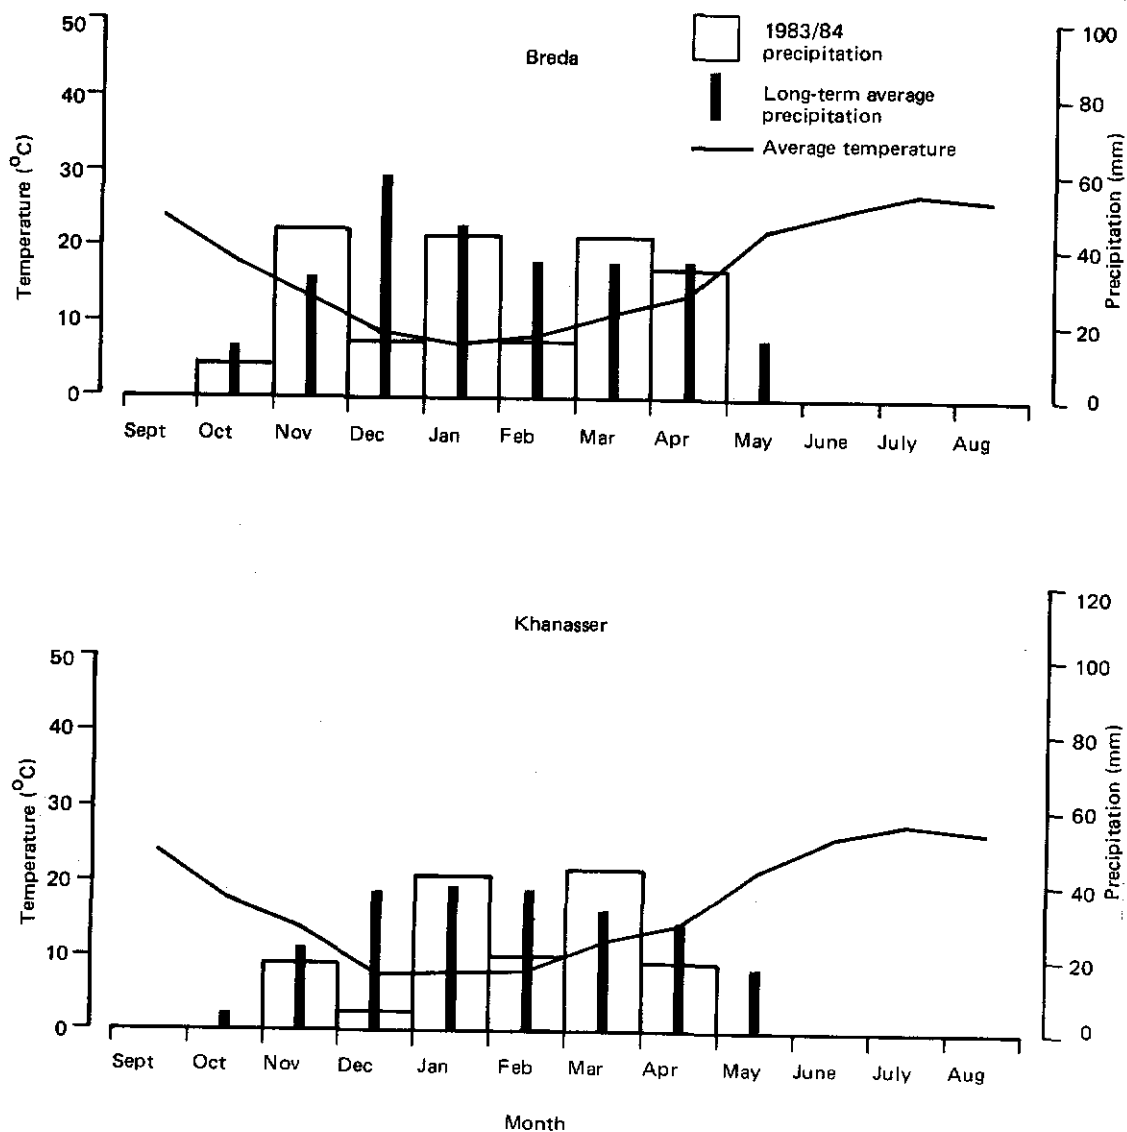 Breda
1983/84
precipitation
Long-term average
precipitation
Average temperature
Temperature (°C)
50
40
30
20
10
0
Precipitation (mm)
100
80
60
40
20
0
Sept Oct Nov Dec Jan Feb Mar Apr May June July Aug
Khanasser
Temperature (°C)
50
40
30
20
10
0
Precipitation (mm)
120
100
80
60
40
20
0
Sept Oct Nov Dec Jan Feb Mar Apr May June July Aug
Month